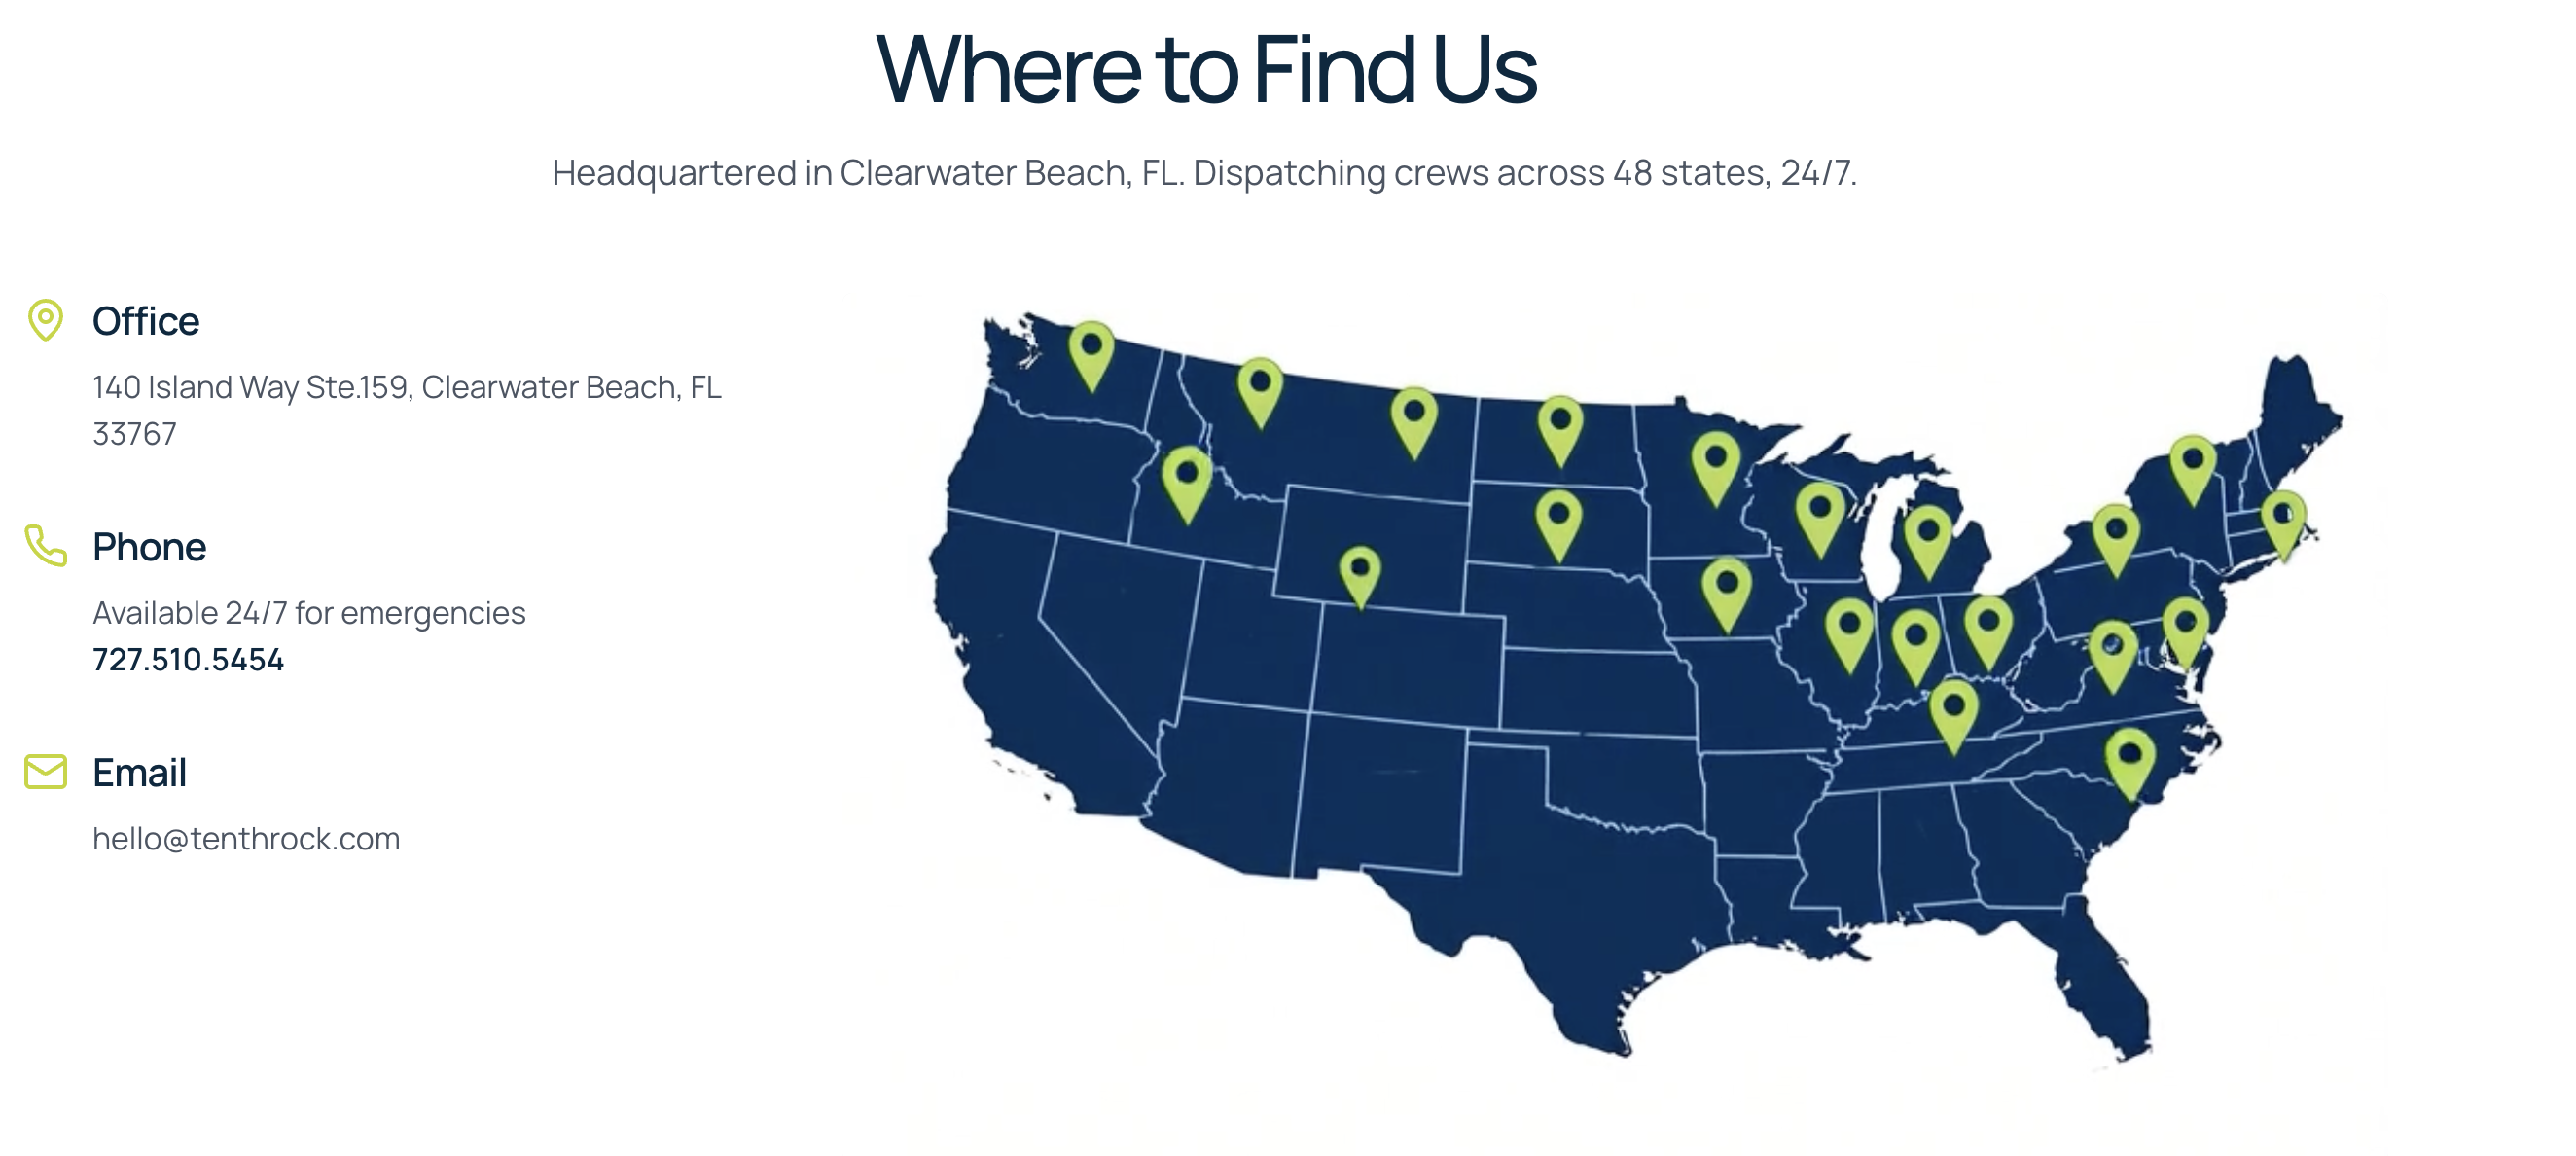 Where to Find Us
Headquartered in Clearwater Beach, FL. Dispatching crews across 48 states, 24/7.
Office
140 Island Way Ste.159, Clearwater Beach, FL
33767
Phone
Available 24/7 for emergencies
727.510.5454
Email
hello@tenthrock.com